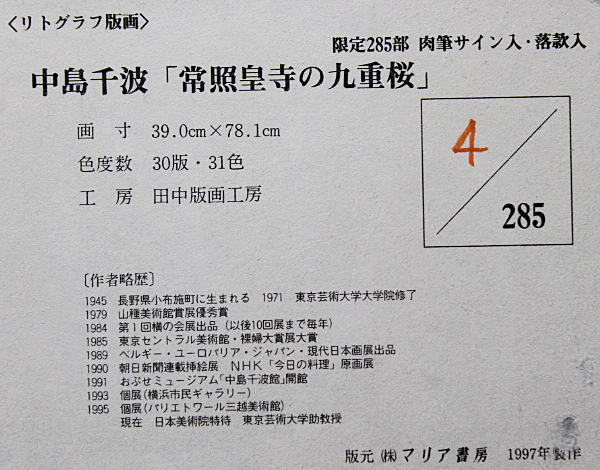 〈リトグラフ版画〉
限定285部 肉筆サイン入・落款入
中島千波「常照皇寺の九重桜」
画 寸 39.0cm×78.1cm
色度数 30版・31色
工 房 田中版画工房
4
285
〔作者略歴〕
1945 長野県小布施町に生まれる 1971 東京芸術大学大学院修了
1979 山種美術館賞展優秀賞
1984 第1回横の会展出品（以後10回展まで毎年）
1985 東京セントラル美術館・裸婦大賞展大賞
1989 ベルギー・ユーロパリア・ジャパン・現代日本画展出品
1990 朝日新聞連載挿絵展 NHK「今日の料理」原画展
1991 おぶせミュージアム「中島千波館」開館
1993 個展（横浜市民ギャラリー）
1995 個展（パリエトワール三越美術館）
現在 日本美術院特待 東京芸術大学助教授
版元 ㈱マリア書房 1997年製作